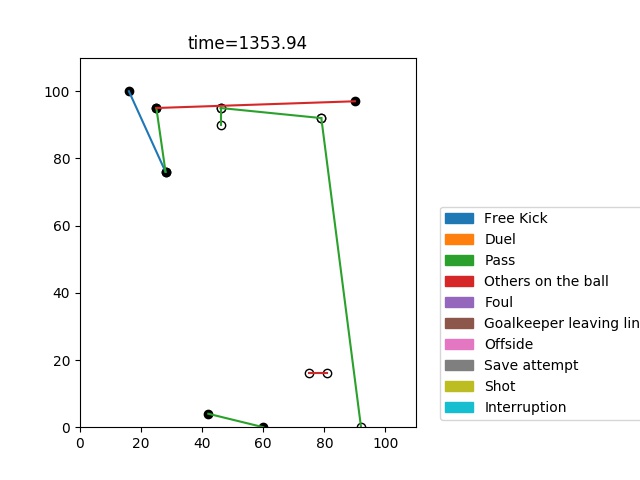 time=1353.94
100
80
60
40
20
0
0 20 40 60 80 100
Free Kick
Duel
Pass
Others on the ball
Foul
Goalkeeper leaving lin
Offside
Save attempt
Shot
Interruption